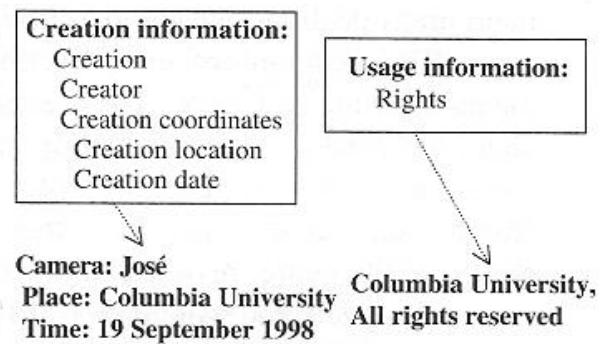 Creation information:
Creation
Creator
Creation coordinates
Creation location
Creation date
Usage information:
Rights
Camera: José
Place: Columbia University
Time: 19 September 1998
Columbia University,
All rights reserved